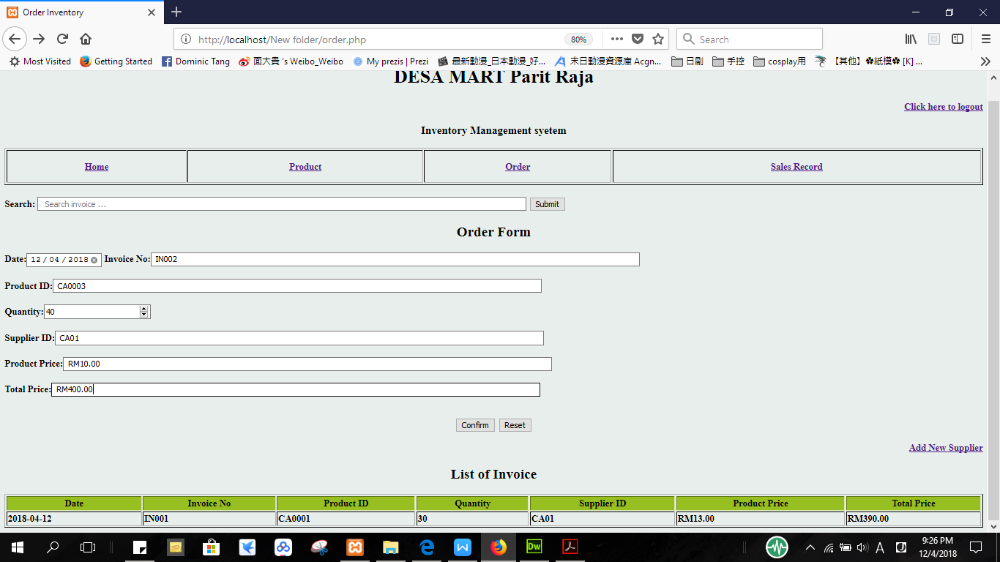 Order Inventory
http://localhost/New folder/order.php
80%
Search
Most Visited Getting Started Dominic Tang 面大貴 's Weibo_Weibo My prezis | Prezi 最新動漫_日本動漫_好... 末日動漫資源庫 Acgn... 日剧 手控 cosplay用 【其他】✿紙模✿ [K] ...
DESA MART Parit Raja
Click here to logout
Inventory Management syetem
Home Product Order Sales Record
Search: Search invoice ... Submit
Order Form
Date: 12 / 04 / 2018 Invoice No: IN002
Product ID: CA0003
Quantity: 40
Supplier ID: CA01
Product Price: RM10.00
Total Price: RM400.00
Confirm Reset
Add New Supplier
List of Invoice
Date Invoice No Product ID Quantity Supplier ID Product Price Total Price
2018-04-12 IN001 CA0001 30 CA01 RM13.00 RM390.00
Dw
A
9:26 PM
12/4/2018